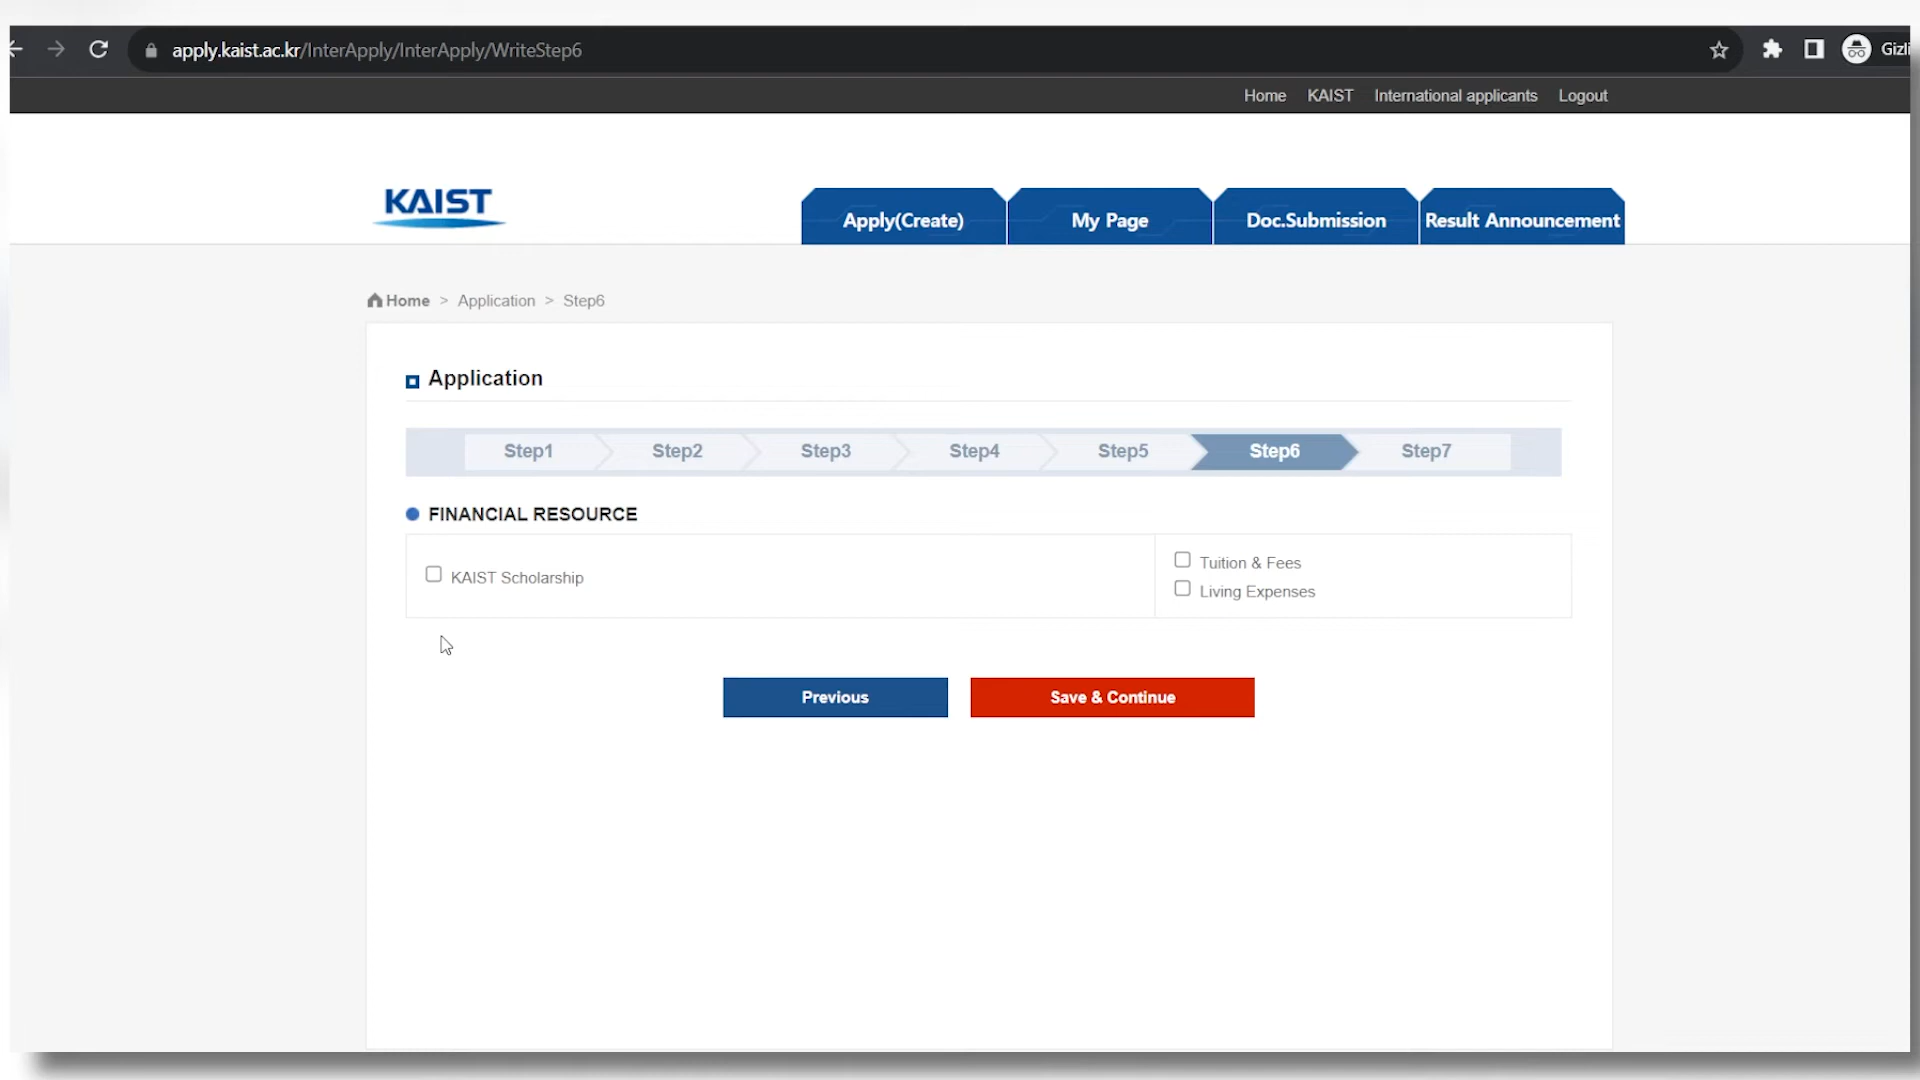 apply.kaist.ac.kr/InterApply/InterApply/WriteStep6
Gizli
Home KAIST International applicants Logout
KAIST
Apply(Create) My Page Doc.Submission Result Announcement
Home > Application > Step6
Application
Step1 Step2 Step3 Step4 Step5 Step6 Step7
FINANCIAL RESOURCE
KAIST Scholarship
Tuition & Fees
Living Expenses
Previous Save & Continue